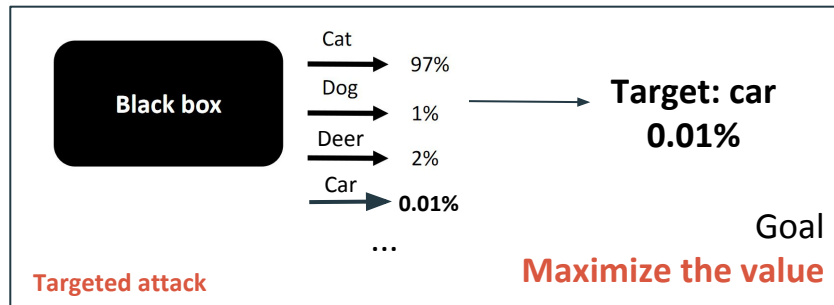 Cat
97%
Black box
Dog
1%
Target: car
0.01%
Deer
2%
Car
0.01%
...
Goal
Maximize the value
Targeted attack